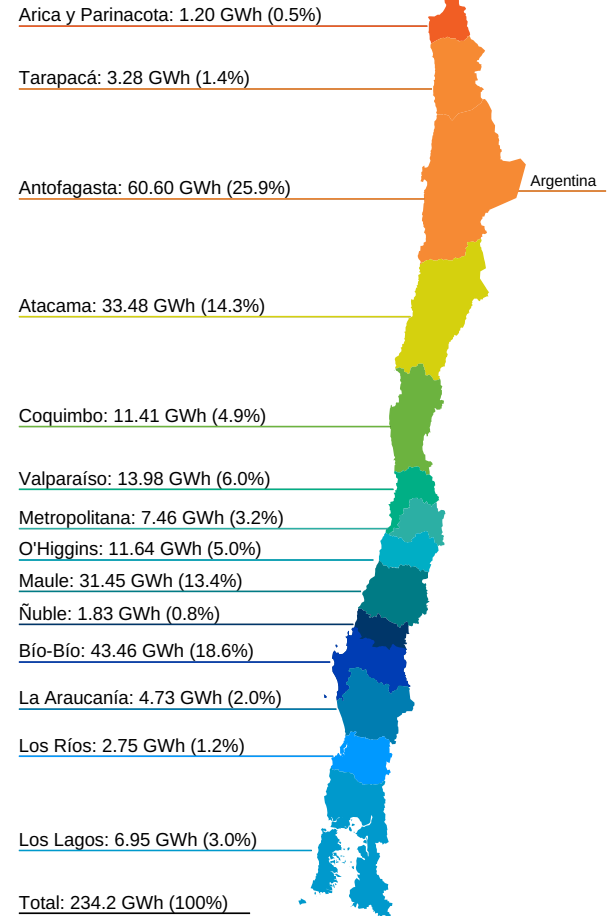 Arica y Parinacota: 1.20 GWh (0.5%)
Tarapacá: 3.28 GWh (1.4%)
Antofagasta: 60.60 GWh (25.9%)
Argentina
Atacama: 33.48 GWh (14.3%)
Coquimbo: 11.41 GWh (4.9%)
Valparaíso: 13.98 GWh (6.0%)
Metropolitana: 7.46 GWh (3.2%)
O'Higgins: 11.64 GWh (5.0%)
Maule: 31.45 GWh (13.4%)
Ñuble: 1.83 GWh (0.8%)
Bío-Bío: 43.46 GWh (18.6%)
La Araucanía: 4.73 GWh (2.0%)
Los Ríos: 2.75 GWh (1.2%)
Los Lagos: 6.95 GWh (3.0%)
Total: 234.2 GWh (100%)